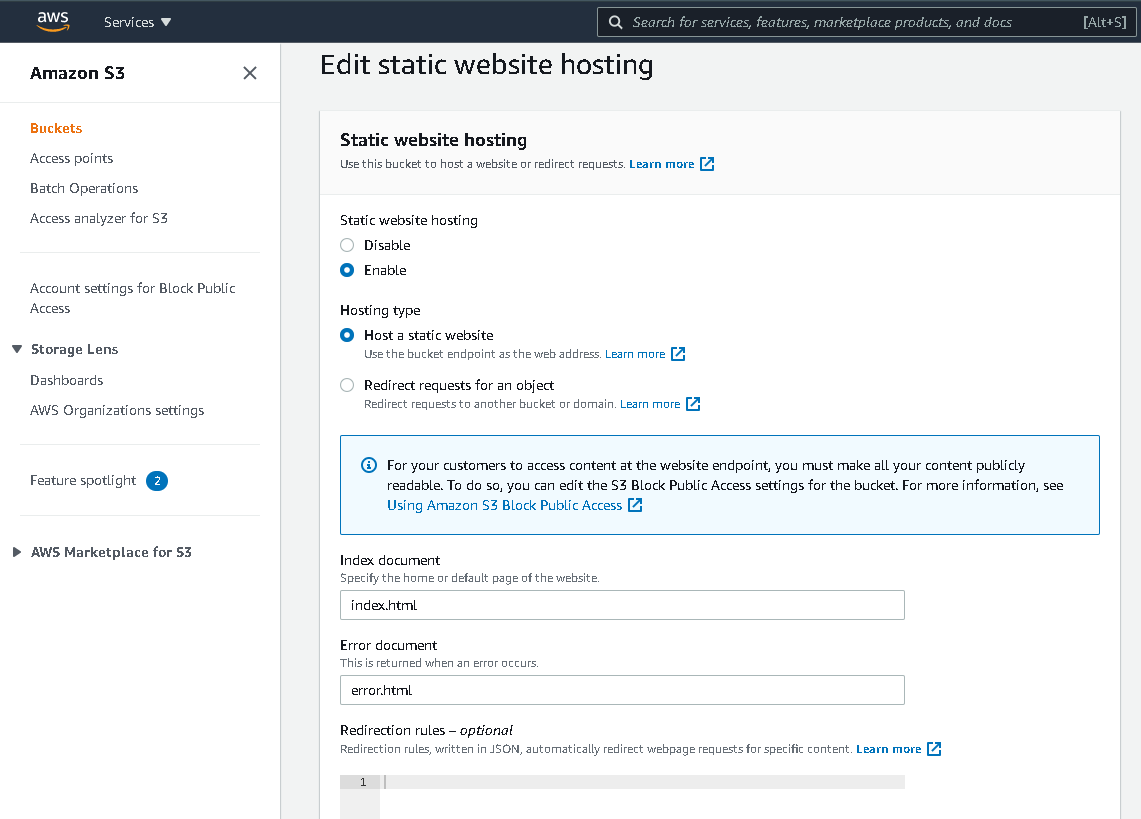 aws
Services
Search for services, features, marketplace products, and docs
[Alt+S]
Amazon S3
Buckets
Access points
Batch Operations
Access analyzer for S3
Account settings for Block Public
Access
Storage Lens
Dashboards
AWS Organizations settings
Feature spotlight 2
AWS Marketplace for S3
Edit static website hosting
Static website hosting
Use this bucket to host a website or redirect requests. Learn more
Static website hosting
Disable
Enable
Hosting type
Host a static website
Use the bucket endpoint as the web address. Learn more
Redirect requests for an object
Redirect requests to another bucket or domain. Learn more
For your customers to access content at the website endpoint, you must make all your content publicly
readable. To do so, you can edit the S3 Block Public Access settings for the bucket. For more information, see
Using Amazon S3 Block Public Access
Index document
Specify the home or default page of the website.
index.html
Error document
This is returned when an error occurs.
error.html
Redirection rules – optional
Redirection rules, written in JSON, automatically redirect webpage requests for specific content. Learn more
1